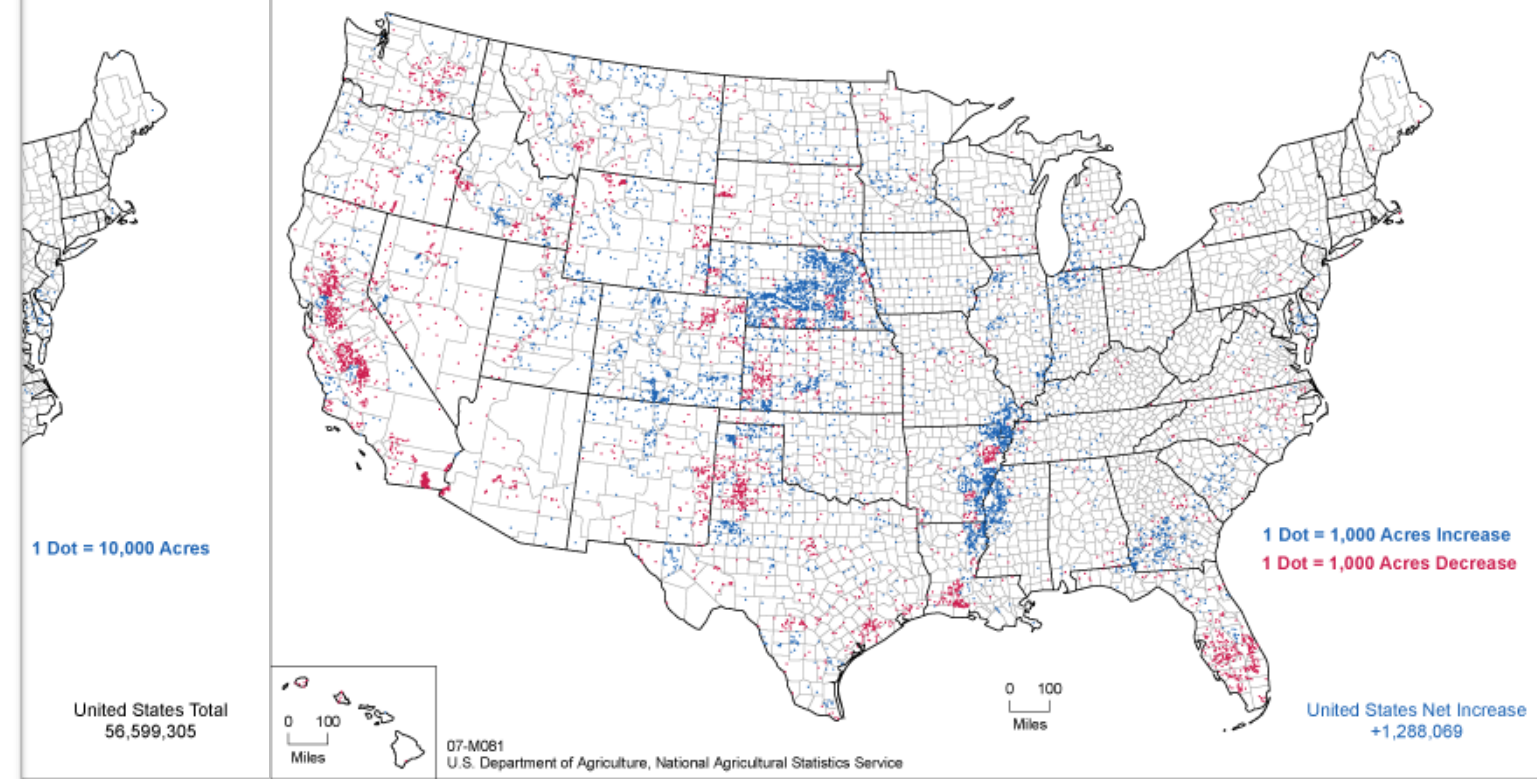 1 Dot = 10,000 Acres
United States Total
56,599,305
1 Dot = 1,000 Acres Increase
1 Dot = 1,000 Acres Decrease
0 100
Miles
0 100
Miles
07-M081
U.S. Department of Agriculture, National Agricultural Statistics Service
United States Net Increase
+1,288,069